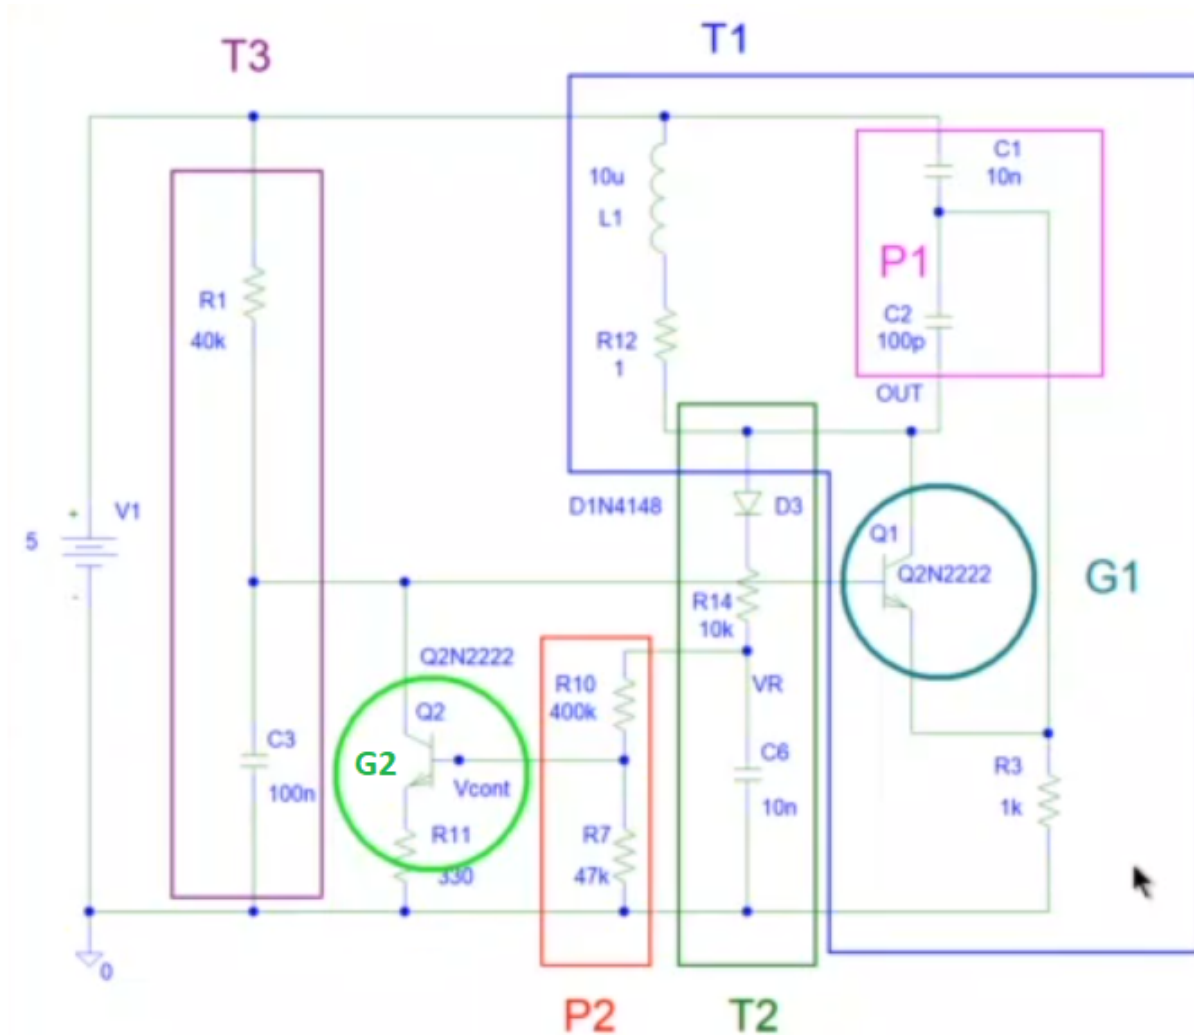 T3
T1
C1
10n
10u
L1
P1
R1
40k
C2
100p
R12
1
OUT
+
V1
5
-
D1N4148
D3
Q1
Q2N2222
G1
R14
10k
Q2N2222
R10
400k
VR
Q2
G2
Vcont
C3
100n
C6
10n
R3
1k
R11
330
R7
47k
0
P2
T2